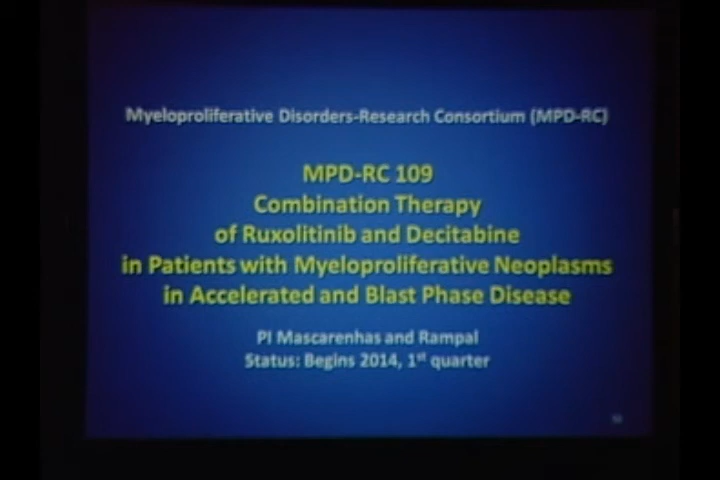 Myeloproliferative Disorders-Research Consortium (MPD-RC)
MPD-RC 109
Combination Therapy
of Ruxolitinib and Decitabine
in Patients with Myeloproliferative Neoplasms
in Accelerated and Blast Phase Disease
PI Mascarenhas and Rampal
Status: Begins 2014, 1st quarter